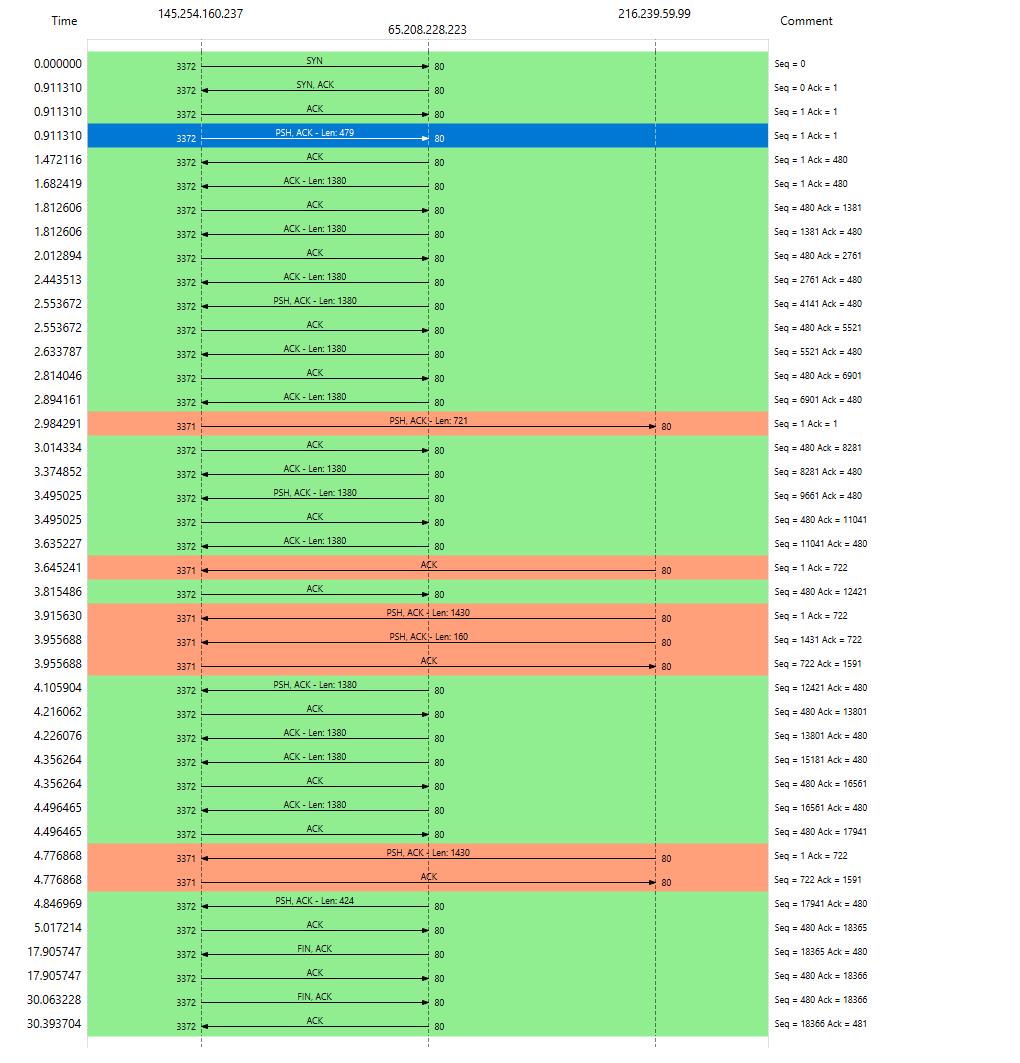 145.254.160.237 216.239.59.99
Time 65.208.228.223 Comment
0.000000 3372 SYN 80 Seq = 0
0.911310 3372 SYN, ACK 80 Seq = 0 Ack = 1
0.911310 3372 ACK 80 Seq = 1 Ack = 1
0.911310 3372 PSH, ACK - Len: 479 80 Seq = 1 Ack = 1
1.472116 3372 ACK 80 Seq = 1 Ack = 480
1.682419 3372 ACK - Len: 1380 80 Seq = 1 Ack = 480
1.812606 3372 ACK 80 Seq = 480 Ack = 1381
1.812606 3372 ACK - Len: 1380 80 Seq = 1381 Ack = 480
2.012894 3372 ACK 80 Seq = 480 Ack = 2761
2.443513 3372 ACK - Len: 1380 80 Seq = 2761 Ack = 480
2.553672 3372 PSH, ACK - Len: 1380 80 Seq = 4141 Ack = 480
2.553672 3372 ACK 80 Seq = 480 Ack = 5521
2.633787 3372 ACK - Len: 1380 80 Seq = 5521 Ack = 480
2.814046 3372 ACK 80 Seq = 480 Ack = 6901
2.894161 3372 ACK - Len: 1380 80 Seq = 6901 Ack = 480
2.984291 3371 PSH, ACK - Len: 721 80 Seq = 1 Ack = 1
3.014334 3372 ACK 80 Seq = 480 Ack = 8281
3.374852 3372 ACK - Len: 1380 80 Seq = 8281 Ack = 480
3.495025 3372 PSH, ACK - Len: 1380 80 Seq = 9661 Ack = 480
3.495025 3372 ACK 80 Seq = 480 Ack = 11041
3.635227 3372 ACK - Len: 1380 80 Seq = 11041 Ack = 480
3.645241 3371 ACK 80 Seq = 1 Ack = 722
3.815486 3372 ACK 80 Seq = 480 Ack = 12421
3.915630 3371 PSH, ACK - Len: 1430 80 Seq = 1 Ack = 722
3.955688 3371 PSH, ACK - Len: 160 80 Seq = 1431 Ack = 722
3.955688 3371 ACK 80 Seq = 722 Ack = 1591
4.105904 3372 PSH, ACK - Len: 1380 80 Seq = 12421 Ack = 480
4.216062 3372 ACK 80 Seq = 480 Ack = 13801
4.226076 3372 ACK - Len: 1380 80 Seq = 13801 Ack = 480
4.356264 3372 ACK - Len: 1380 80 Seq = 15181 Ack = 480
4.356264 3372 ACK 80 Seq = 480 Ack = 16561
4.496465 3372 ACK - Len: 1380 80 Seq = 16561 Ack = 480
4.496465 3372 ACK 80 Seq = 480 Ack = 17941
4.776868 3371 PSH, ACK - Len: 1430 80 Seq = 1 Ack = 722
4.776868 3371 ACK 80 Seq = 722 Ack = 1591
4.846969 3372 PSH, ACK - Len: 424 80 Seq = 17941 Ack = 480
5.017214 3372 ACK 80 Seq = 480 Ack = 18365
17.905747 3372 FIN, ACK 80 Seq = 18365 Ack = 480
17.905747 3372 ACK 80 Seq = 480 Ack = 18366
30.063228 3372 FIN, ACK 80 Seq = 480 Ack = 18366
30.393704 3372 ACK 80 Seq = 18366 Ack = 481